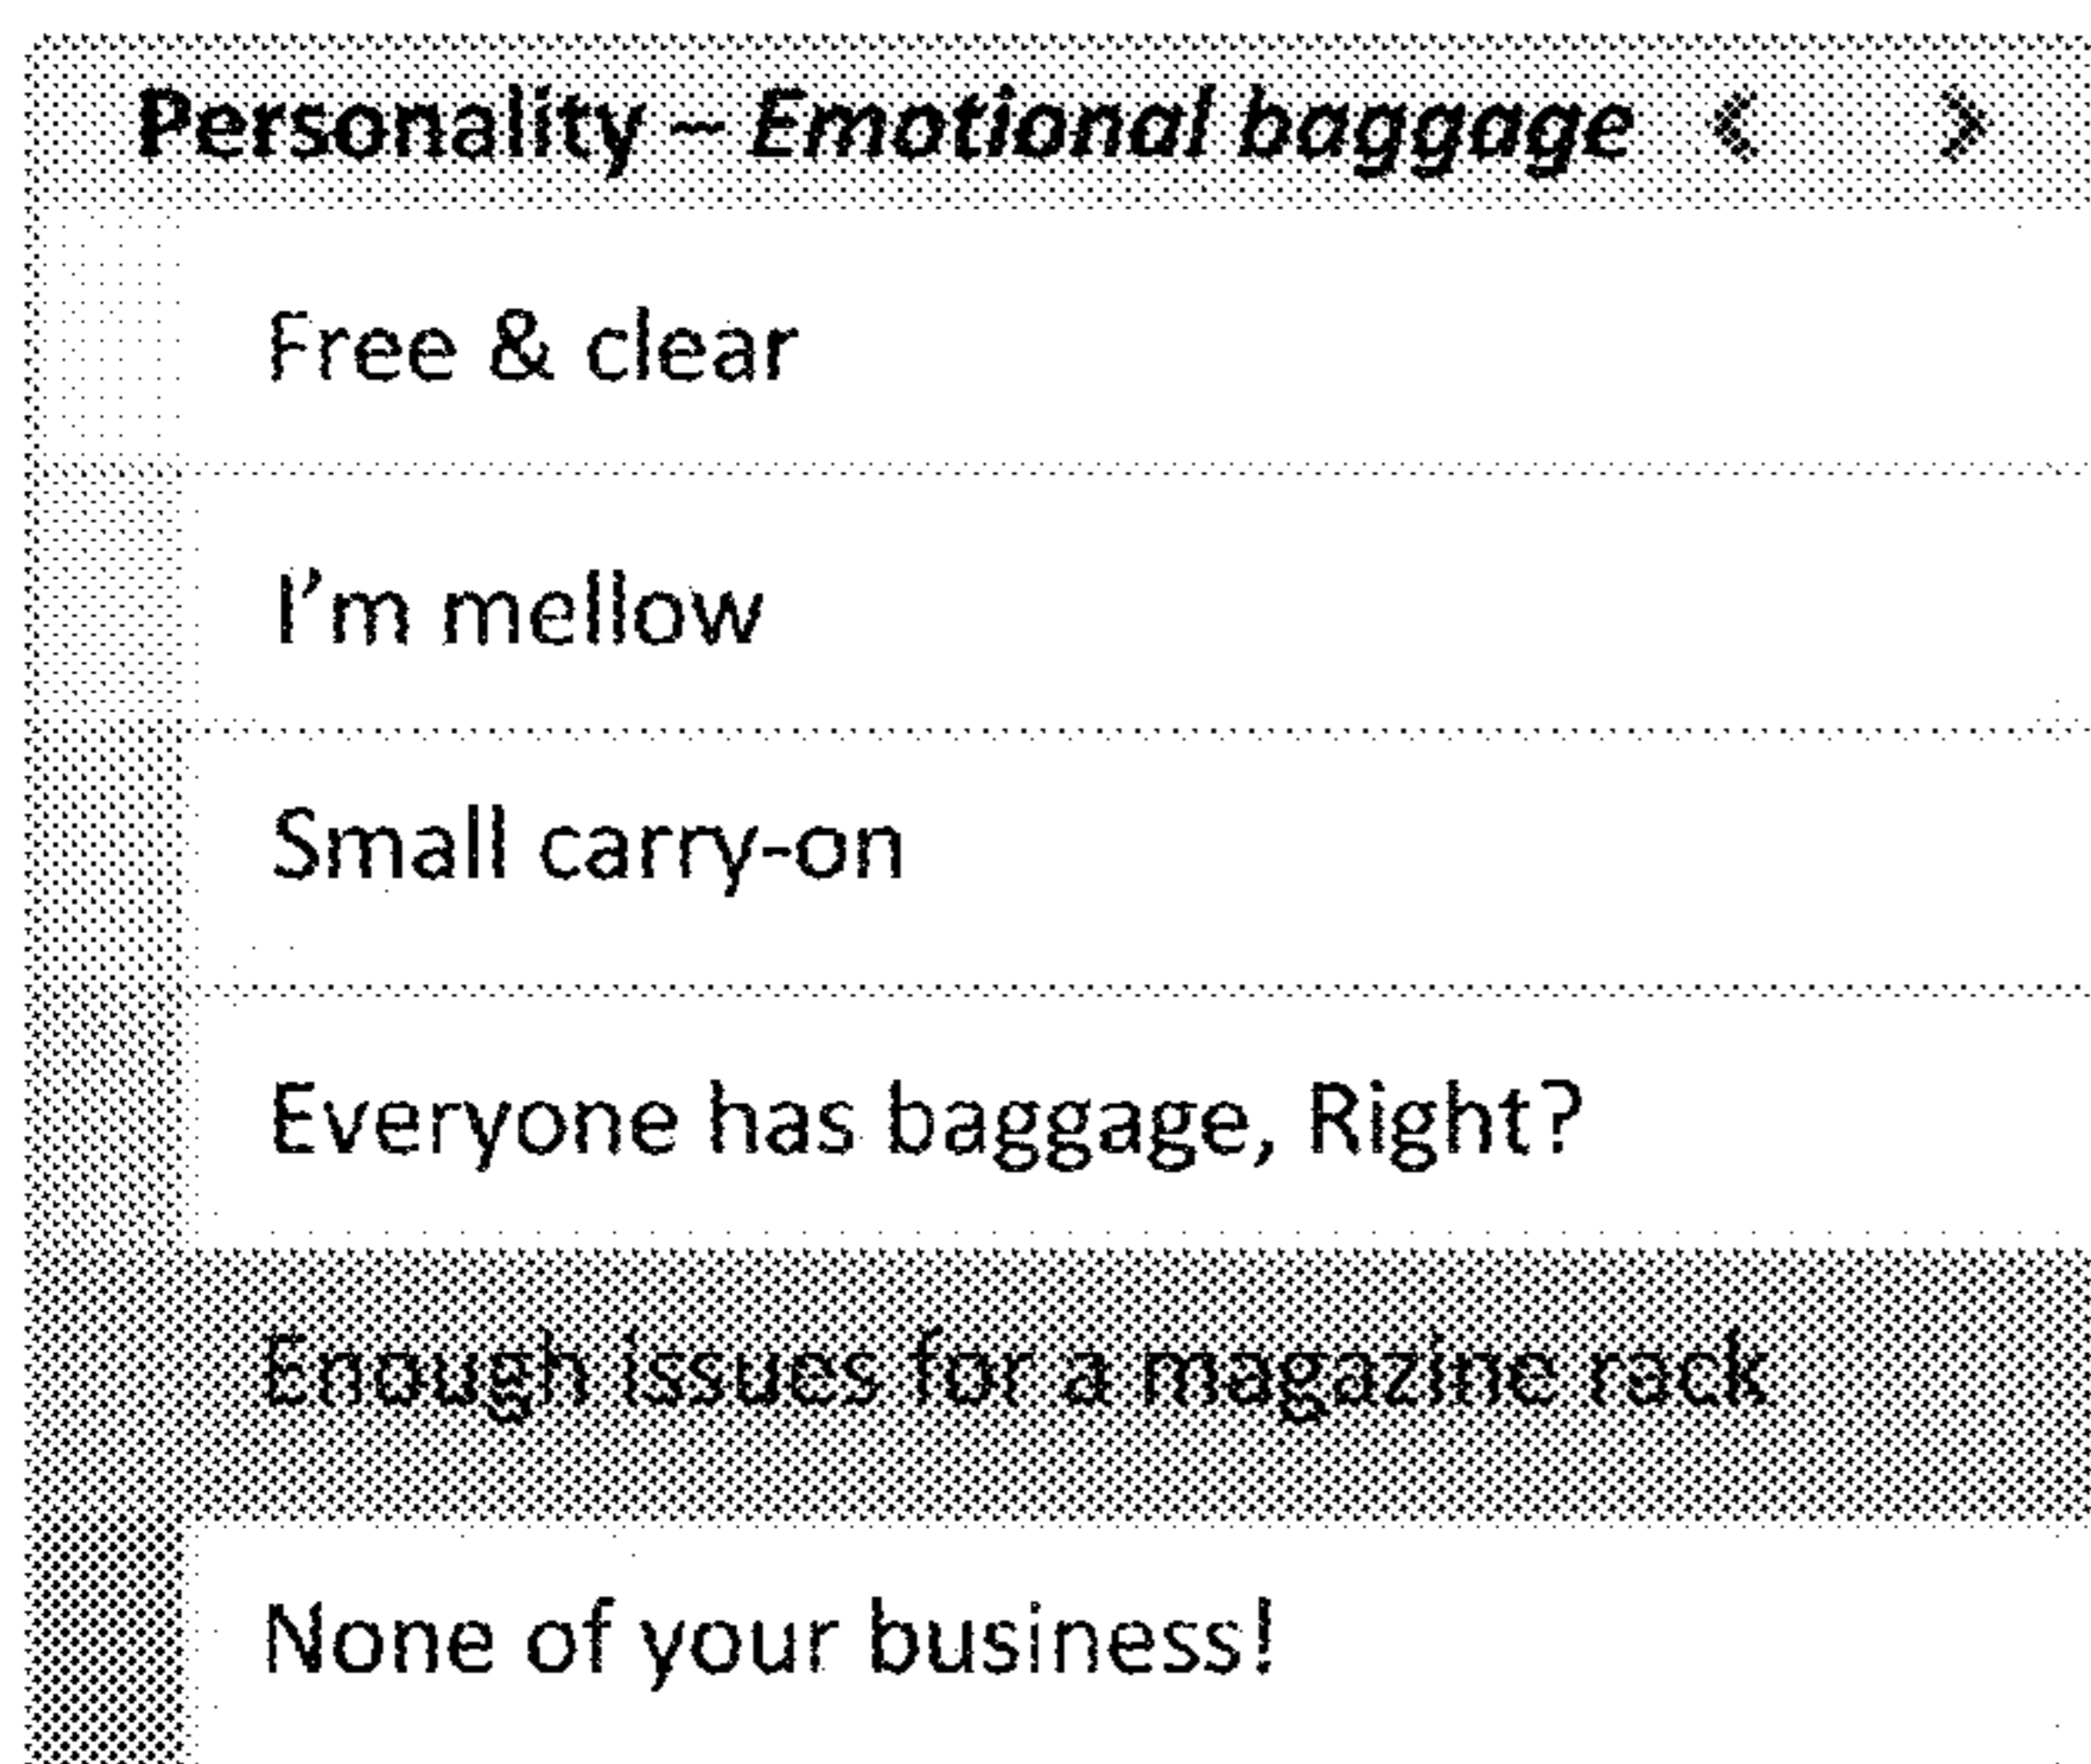 Personality – Emotional baggage < >
Free & clear
I'm mellow
Small carry-on
Everyone has baggage, Right?
Enough issues for a magazine rack
None of your business!